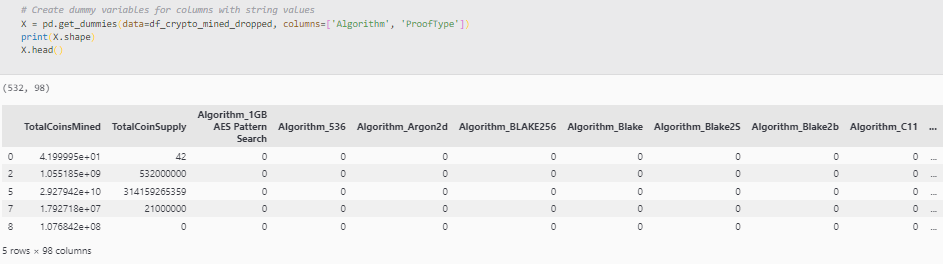 # Create dummy variables for columns with string values
X = pd.get_dummies(data=df_crypto_mined_dropped, columns=['Algorithm', 'ProofType'])
print(X.shape)
X.head()
(532, 98)
TotalCoinsMined TotalCoinSupply Algorithm_1GB AES Pattern Search Algorithm_536 Algorithm_Argon2d Algorithm_BLAKE256 Algorithm_Blake Algorithm_Blake2S Algorithm_Blake2b Algorithm_C11 ...
0 4.199995e+01 42 0 0 0 0 0 0 0 0 ...
2 1.055185e+09 532000000 0 0 0 0 0 0 0 0 ...
5 2.927942e+10 314159265359 0 0 0 0 0 0 0 0 ...
7 1.792718e+07 21000000 0 0 0 0 0 0 0 0 ...
8 1.076842e+08 0 0 0 0 0 0 0 0 0 ...
5 rows × 98 columns